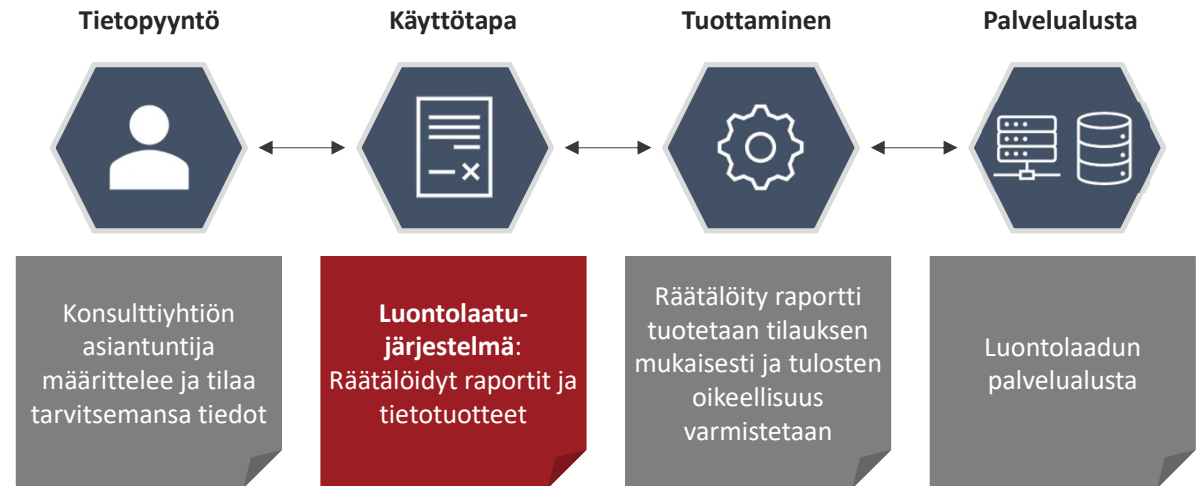 Tietopyyntö
Käyttötapa
Tuottaminen
Palvelualusta
Konsulttiyhtiön
asiantuntija
määrittelee ja tilaa
tarvitsemansa tiedot
Luontolaatu-
järjestelmä:
Räätälöidyt raportit ja
tietotuotteet
Räätälöity raportti
tuotetaan tilauksen
mukaisesti ja tulosten
oikeellisuus
varmistetaan
Luontolaadun
palvelualusta